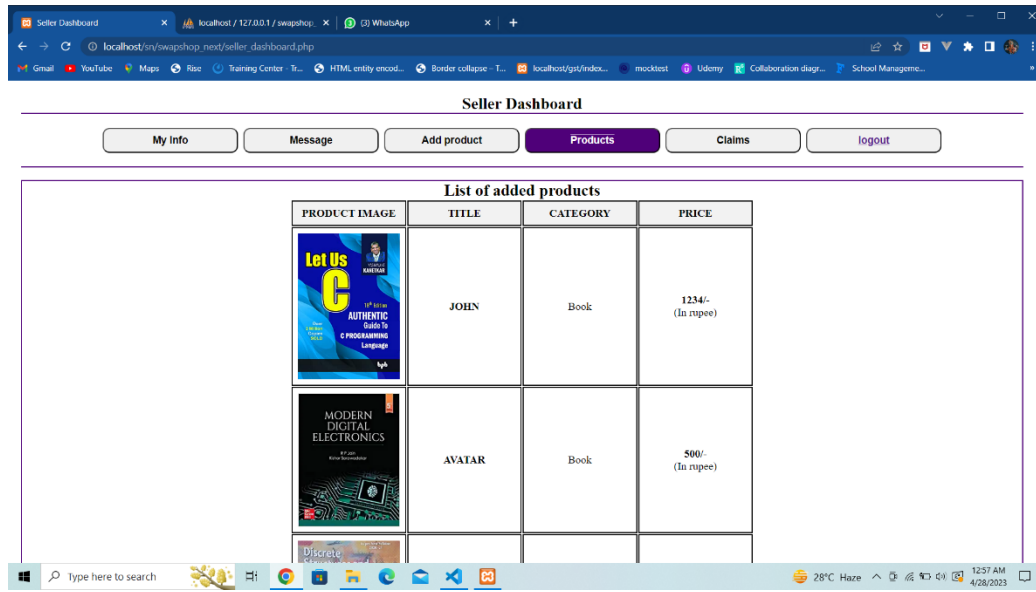 Seller Dashboard
localhost / 127.0.0.1 / swapshop_
(3) WhatsApp
localhost/sn/swapshop_next/seller_dashboard.php
Gmail YouTube Maps Rise Training Center - Tr... HTML entity encod... Border collapse – T... localhost/gst/index... mocktest Udemy Collaboration diagr... School Manageme...
Seller Dashboard
My Info Message Add product Products Claims logout
List of added products
PRODUCT IMAGE TITLE CATEGORY PRICE
Let Us
C
KANETKAR
AUTHENTIC
Guide To
C PROGRAMMING
Language
bpb
JOHN
Book
1234/-
(In rupee)
MODERN
DIGITAL
ELECTRONICS
R P Jain
AVATAR
Book
500/-
(In rupee)
Discrete
Type here to search
28°C Haze
12:57 AM
4/28/2023